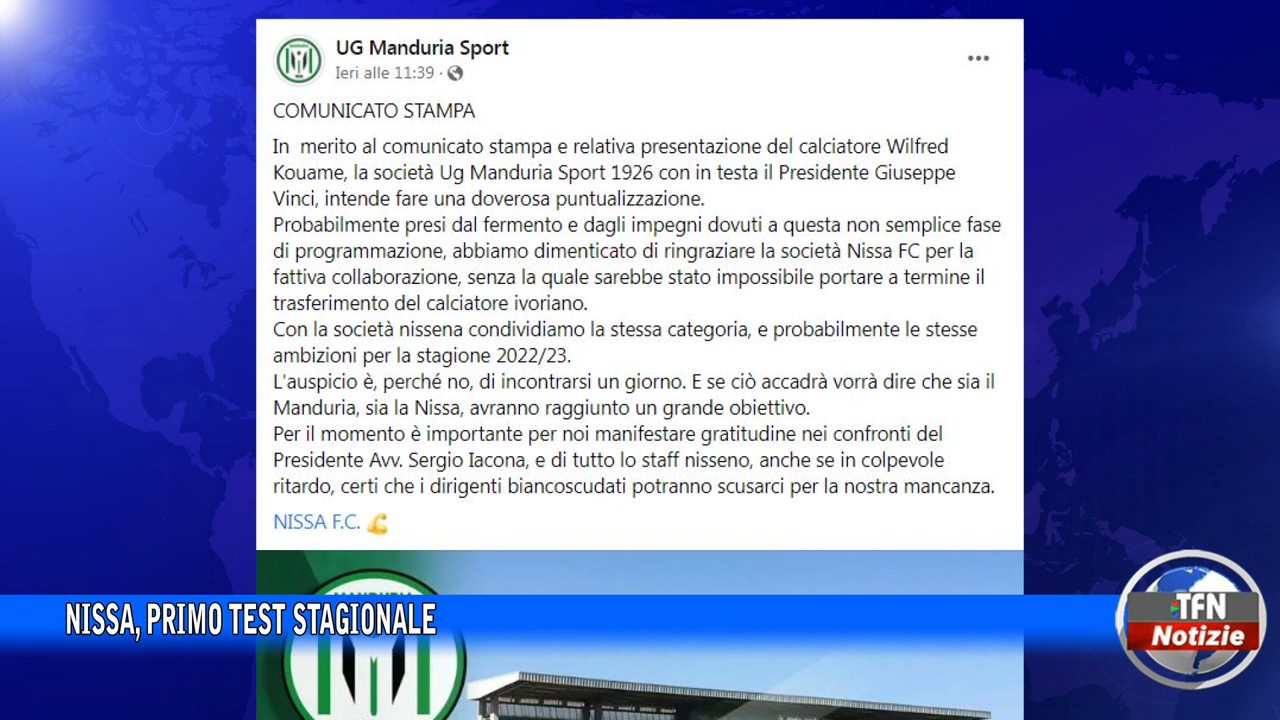 UG Manduria Sport
Ieri alle 11:39 ·
COMUNICATO STAMPA
In  merito al comunicato stampa e relativa presentazione del calciatore Wilfred
Kouame, la società Ug Manduria Sport 1926 con in testa il Presidente Giuseppe
Vinci, intende fare una doverosa puntualizzazione.
Probabilmente presi dal fermento e dagli impegni dovuti a questa non semplice fase
di programmazione, abbiamo dimenticato di ringraziare la società Nissa FC per la
fattiva collaborazione, senza la quale sarebbe stato impossibile portare a termine il
trasferimento del calciatore ivoriano.
Con la società nissena condividiamo la stessa categoria, e probabilmente le stesse
ambizioni per la stagione 2022/23.
L'auspicio è, perché no, di incontrarsi un giorno. E se ciò accadrà vorrà dire che sia il
Manduria, sia la Nissa, avranno raggiunto un grande obiettivo.
Per il momento è importante per noi manifestare gratitudine nei confronti del
Presidente Avv. Sergio Iacona, e di tutto lo staff nisseno, anche se in colpevole
ritardo, certi che i dirigenti biancoscudati potranno scusarci per la nostra mancanza.
NISSA F.C. 💪
NISSA, PRIMO TEST STAGIONALE
TFN
Notizie